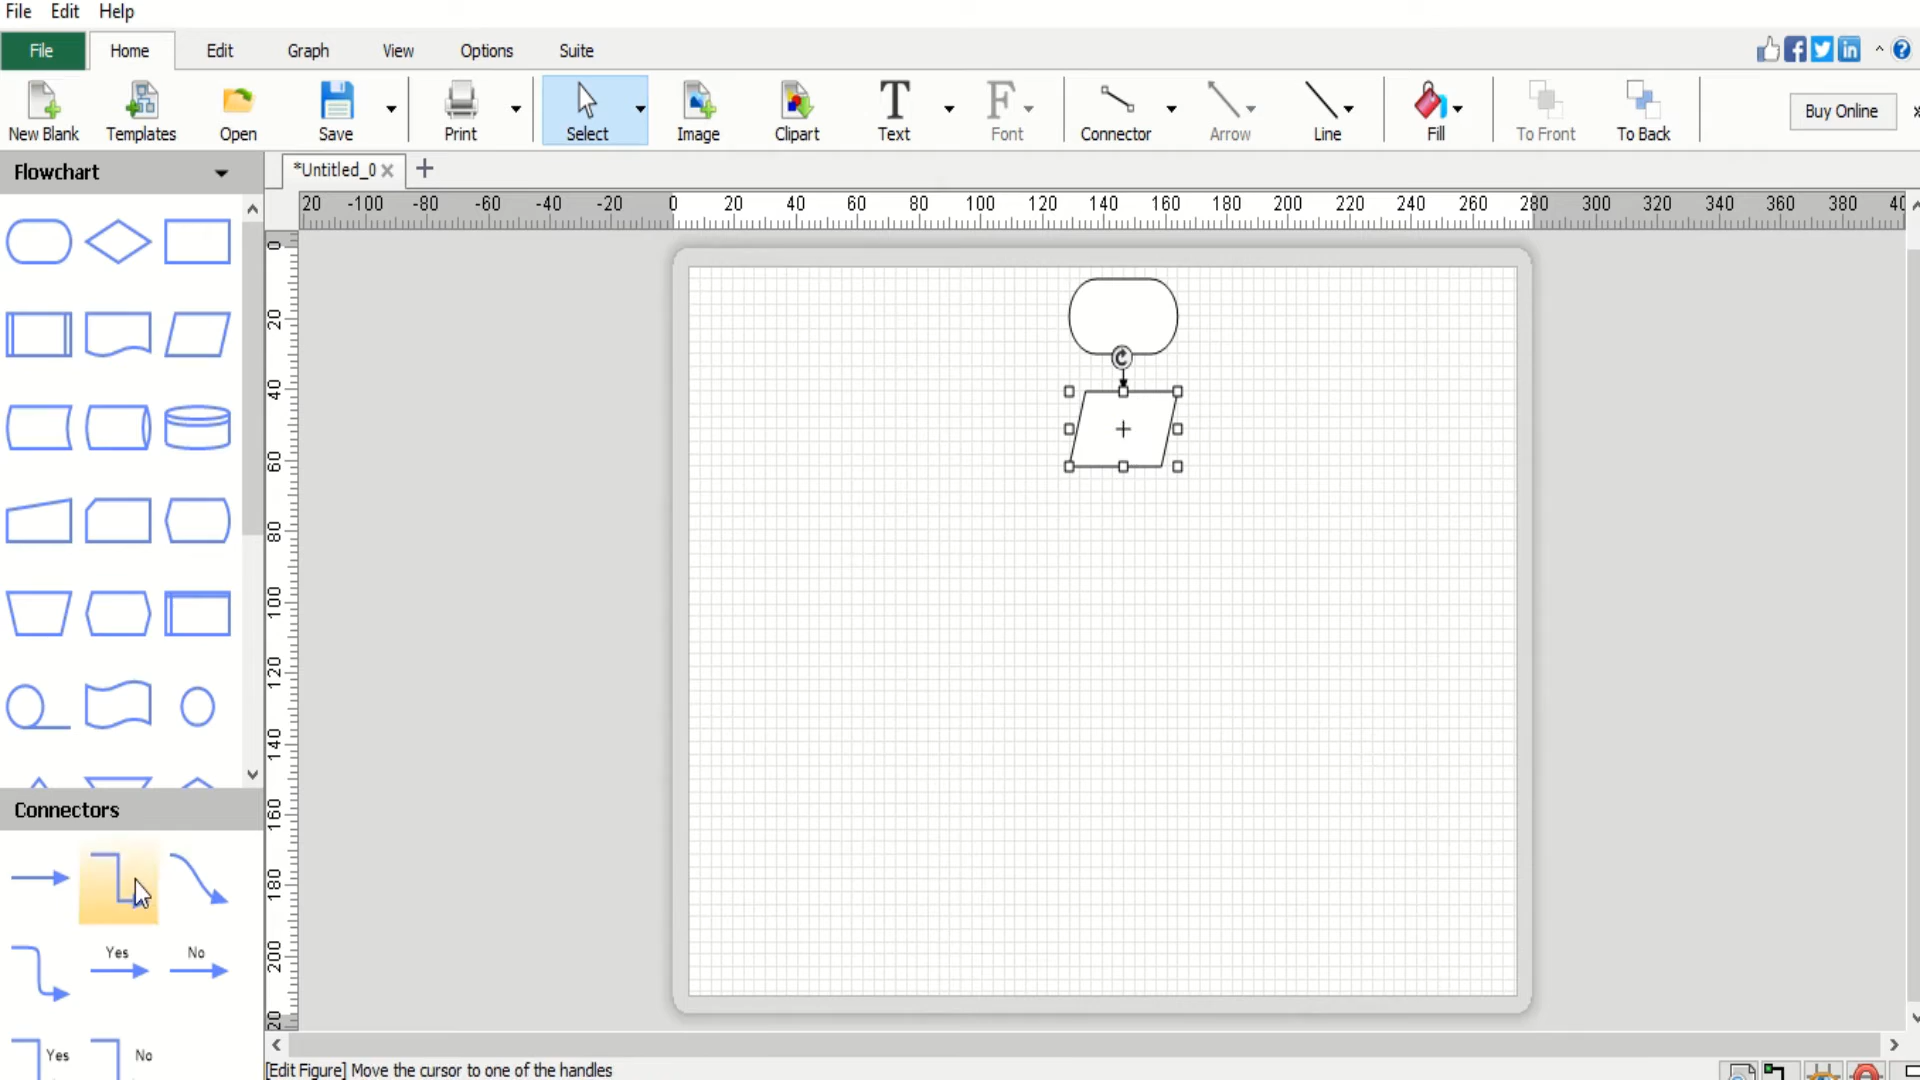 File Edit Help
File Home Edit Graph View Options Suite
New Blank Templates Open Save Print Select Image Clipart Text Font Connector Arrow Line Fill To Front To Back Buy Online »
Flowchart
*Untitled_0
20 -100 -80 -60 -40 -20 0 20 40 60 80 100 120 140 160 180 200 220 240 260 280 300 320 340 360 380 40
0
20
40
60
80
100
120
140
160
180
200
20
Connectors
Yes No
Yes No
[Edit Figure] Move the cursor to one of the handles